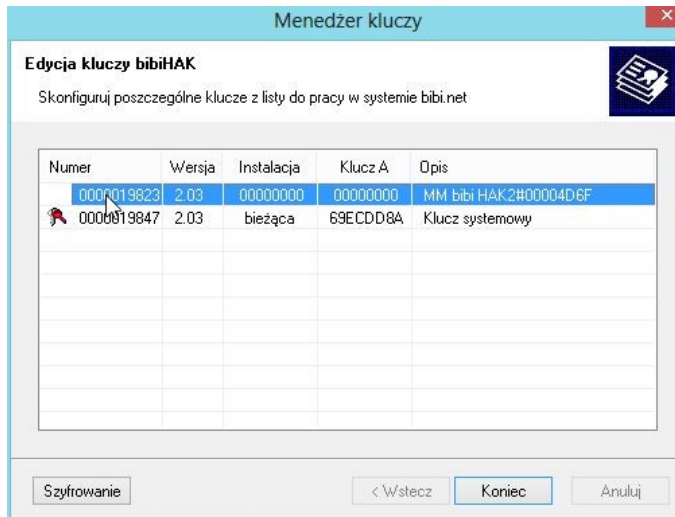 Menedżer kluczy
Edycja kluczy bibiHAK
Skonfiguruj poszczególne klucze z listy do pracy w systemie bibi.net
Numer Wersja Instalacja Klucz A Opis
0000019823 2.03 00000000 00000000 MM bibi HAK2#00004D6F
0000019847 2.03 bieżąca 69ECDD8A Klucz systemowy
Szyfrowanie < Wstecz Koniec Anuluj